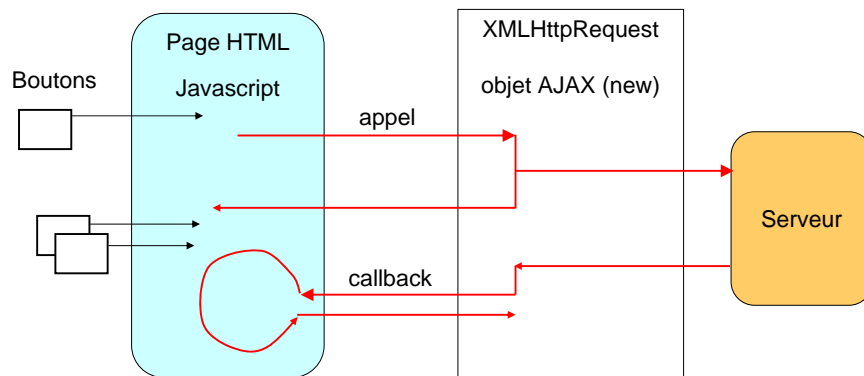 Page HTML
XMLHttpRequest
Boutons
Javascript
objet AJAX (new)
appel
Serveur
callback